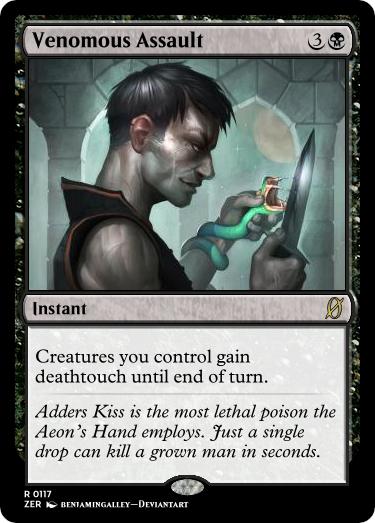 Venomous Assault 3
Instant
Creatures you control gain
deathtouch until end of turn.
Adders Kiss is the most lethal poison the
Aeon's Hand employs. Just a single
drop can kill a grown man in seconds.
R 0117
ZER BENIAMINGALLEY—DEVIANTART